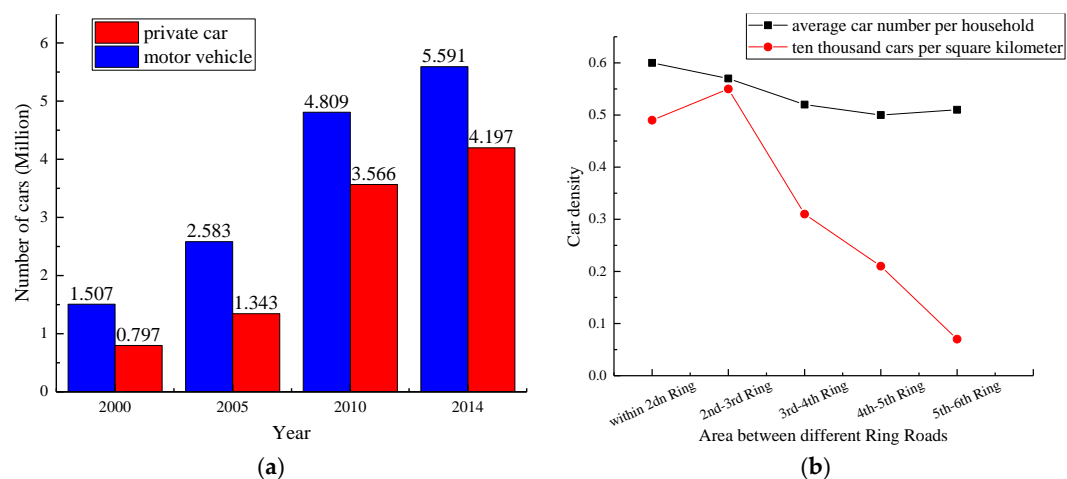 private car
motor vehicle
6
5
4
3
2
1
0
Number of cars (Million)
1.507
0.797
2.583
1.343
4.809
3.566
5.591
4.197
2000
2005
2010
2014
Year
(a)
average car number per household
ten thousand cars per square kilometer
0.6
0.5
0.4
0.3
0.2
0.1
0.0
Car density
within 2dn Ring
2nd-3rd Ring
3rd-4th Ring
4th-5th Ring
5th-6th Ring
Area between different Ring Roads
(b)